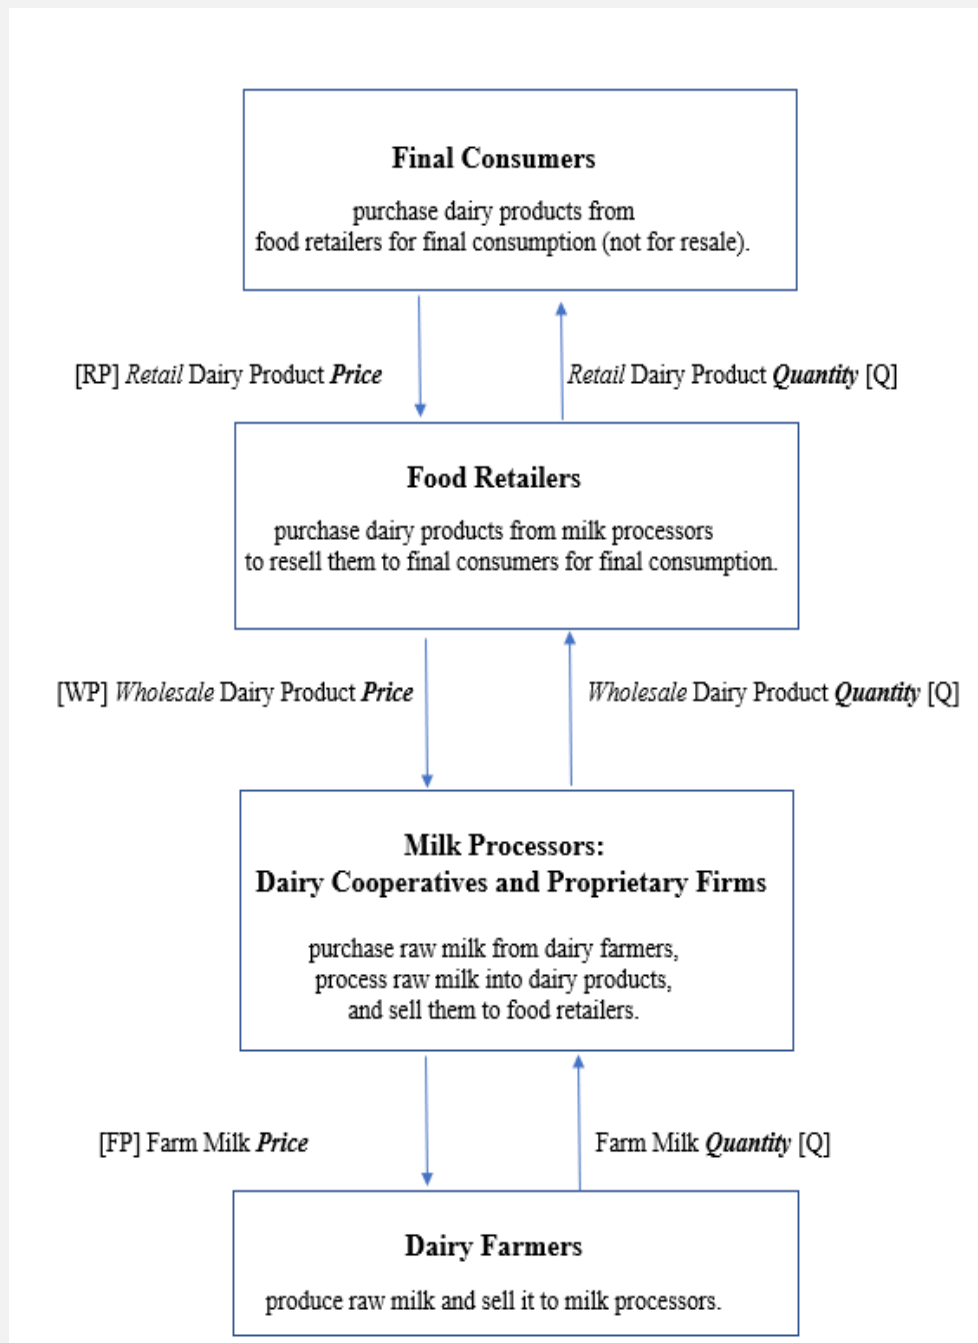 Final Consumers
purchase dairy products from
food retailers for final consumption (not for resale).
[RP] Retail Dairy Product Price
Retail Dairy Product Quantity [Q]
Food Retailers
purchase dairy products from milk processors
to resell them to final consumers for final consumption.
[WP] Wholesale Dairy Product Price
Wholesale Dairy Product Quantity [Q]
Milk Processors:
Dairy Cooperatives and Proprietary Firms
purchase raw milk from dairy farmers,
process raw milk into dairy products,
and sell them to food retailers.
[FP] Farm Milk Price
Farm Milk Quantity [Q]
Dairy Farmers
produce raw milk and sell it to milk processors.